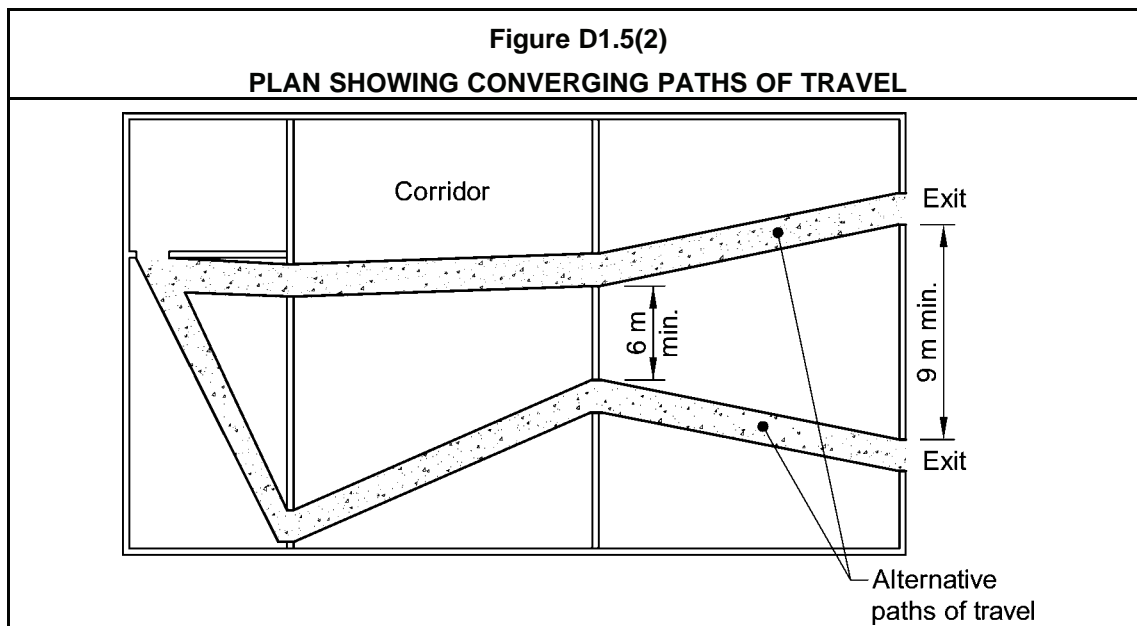 Figure D1.5(2)
PLAN SHOWING CONVERGING PATHS OF TRAVEL
Corridor
Exit
6 m
min.
9 m min.
Exit
Alternative
paths of travel